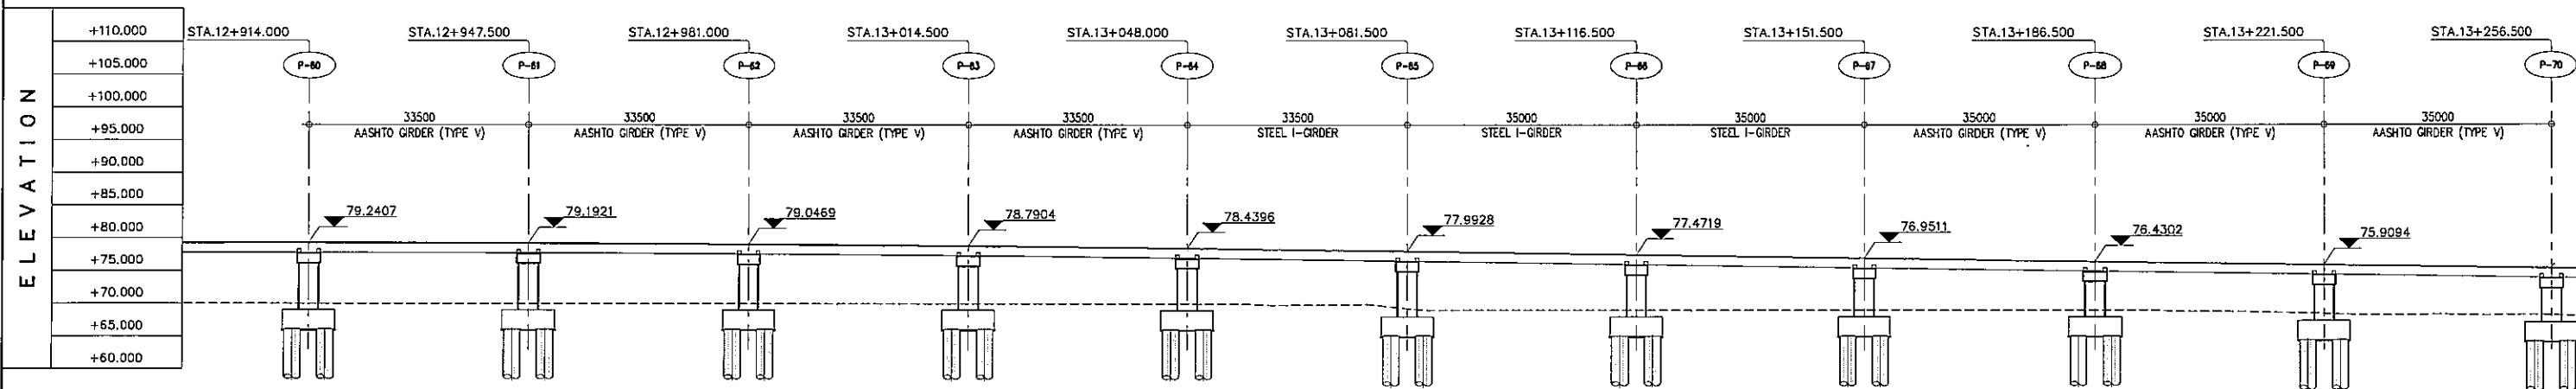 ELEVATION
+110.000
+105.000
+100.000
+95.000
+90.000
+85.000
+80.000
+75.000
+70.000
+65.000
+60.000
STA.12+914.000 STA.12+947.500 STA.12+981.000 STA.13+014.500 STA.13+048.000 STA.13+081.500 STA.13+116.500 STA.13+151.500 STA.13+186.500 STA.13+221.500 STA.13+256.500
P-60 P-61 P-62 P-63 P-64 P-65 P-66 P-67 P-68 P-69 P-70
33500 33500 33500 33500 33500 35000 35000 35000 35000 35000
AASHTO GIRDER (TYPE V) AASHTO GIRDER (TYPE V) AASHTO GIRDER (TYPE V) AASHTO GIRDER (TYPE V) STEEL I-GIRDER STEEL I-GIRDER STEEL I-GIRDER AASHTO GIRDER (TYPE V) AASHTO GIRDER (TYPE V) AASHTO GIRDER (TYPE V)
79.2407 79.1921 79.0469 78.7904 78.4396 77.9928 77.4719 76.9511 76.4302 75.9094